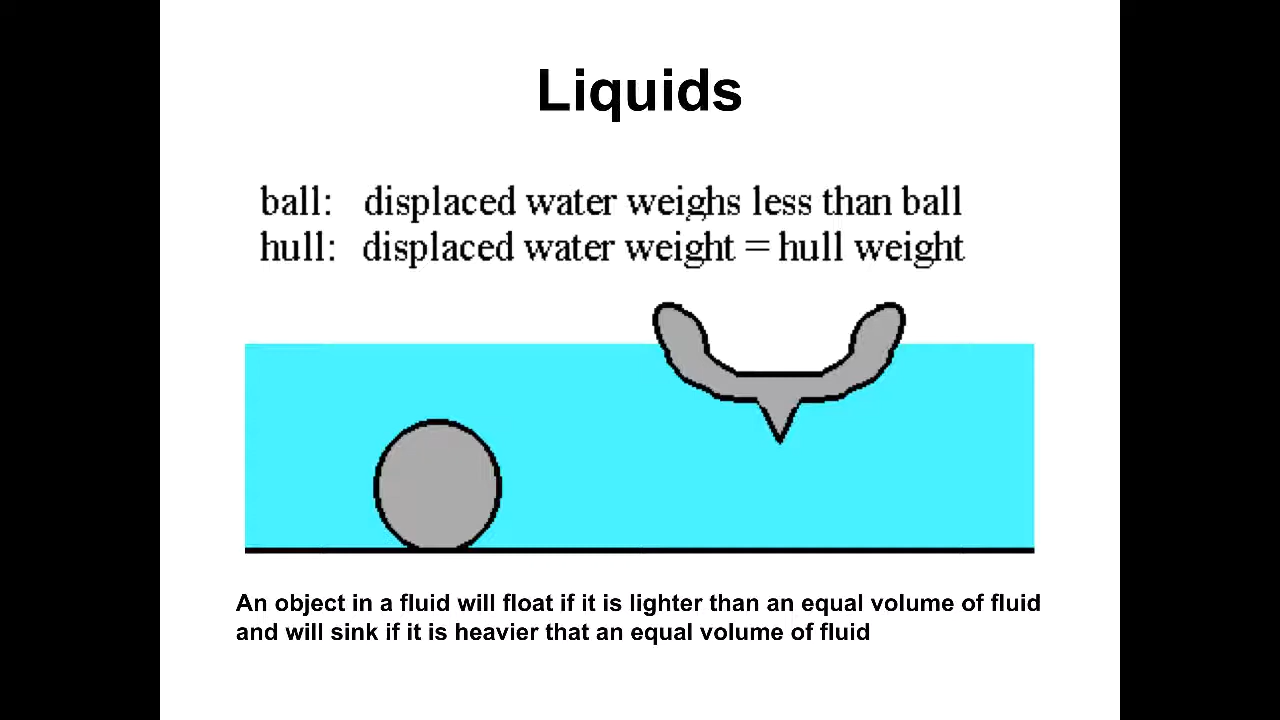 Liquids
ball: displaced water weighs less than ball
hull: displaced water weight = hull weight
An object in a fluid will float if it is lighter than an equal volume of fluid
and will sink if it is heavier that an equal volume of fluid